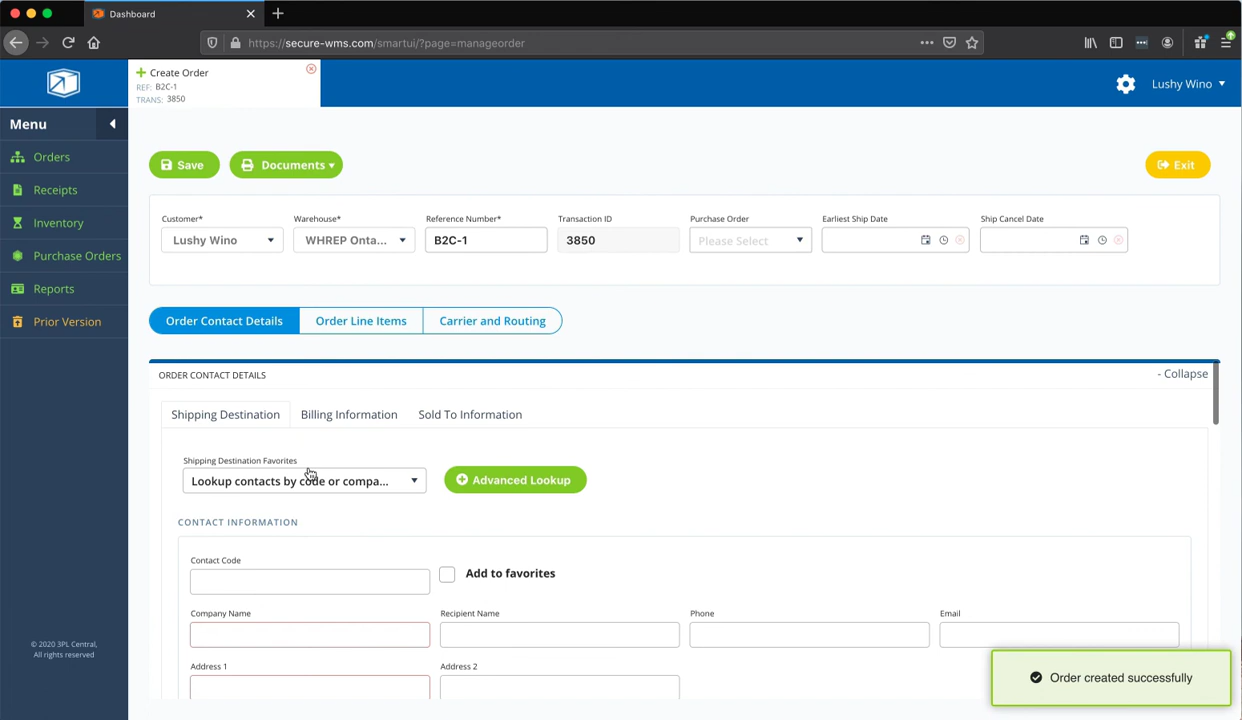 Dashboard
https://secure-wms.com/smartui/?page=manageorder
Create Order
REF: B2C-1
TRANS: 3850
Lushy Wino
Menu
Orders
Receipts
Inventory
Purchase Orders
Reports
Prior Version
© 2020 3PL Central,
All rights reserved
Save
Documents
Exit
Customer* Warehouse* Reference Number* Transaction ID Purchase Order Earliest Ship Date Ship Cancel Date
Lushy Wino WHREP Onta... B2C-1 3850 Please Select
Order Contact Details Order Line Items Carrier and Routing
ORDER CONTACT DETAILS
- Collapse
Shipping Destination Billing Information Sold To Information
Shipping Destination Favorites
Lookup contacts by code or compa...
Advanced Lookup
CONTACT INFORMATION
Contact Code
Add to favorites
Company Name Recipient Name Phone Email
Address 1 Address 2
Order created successfully